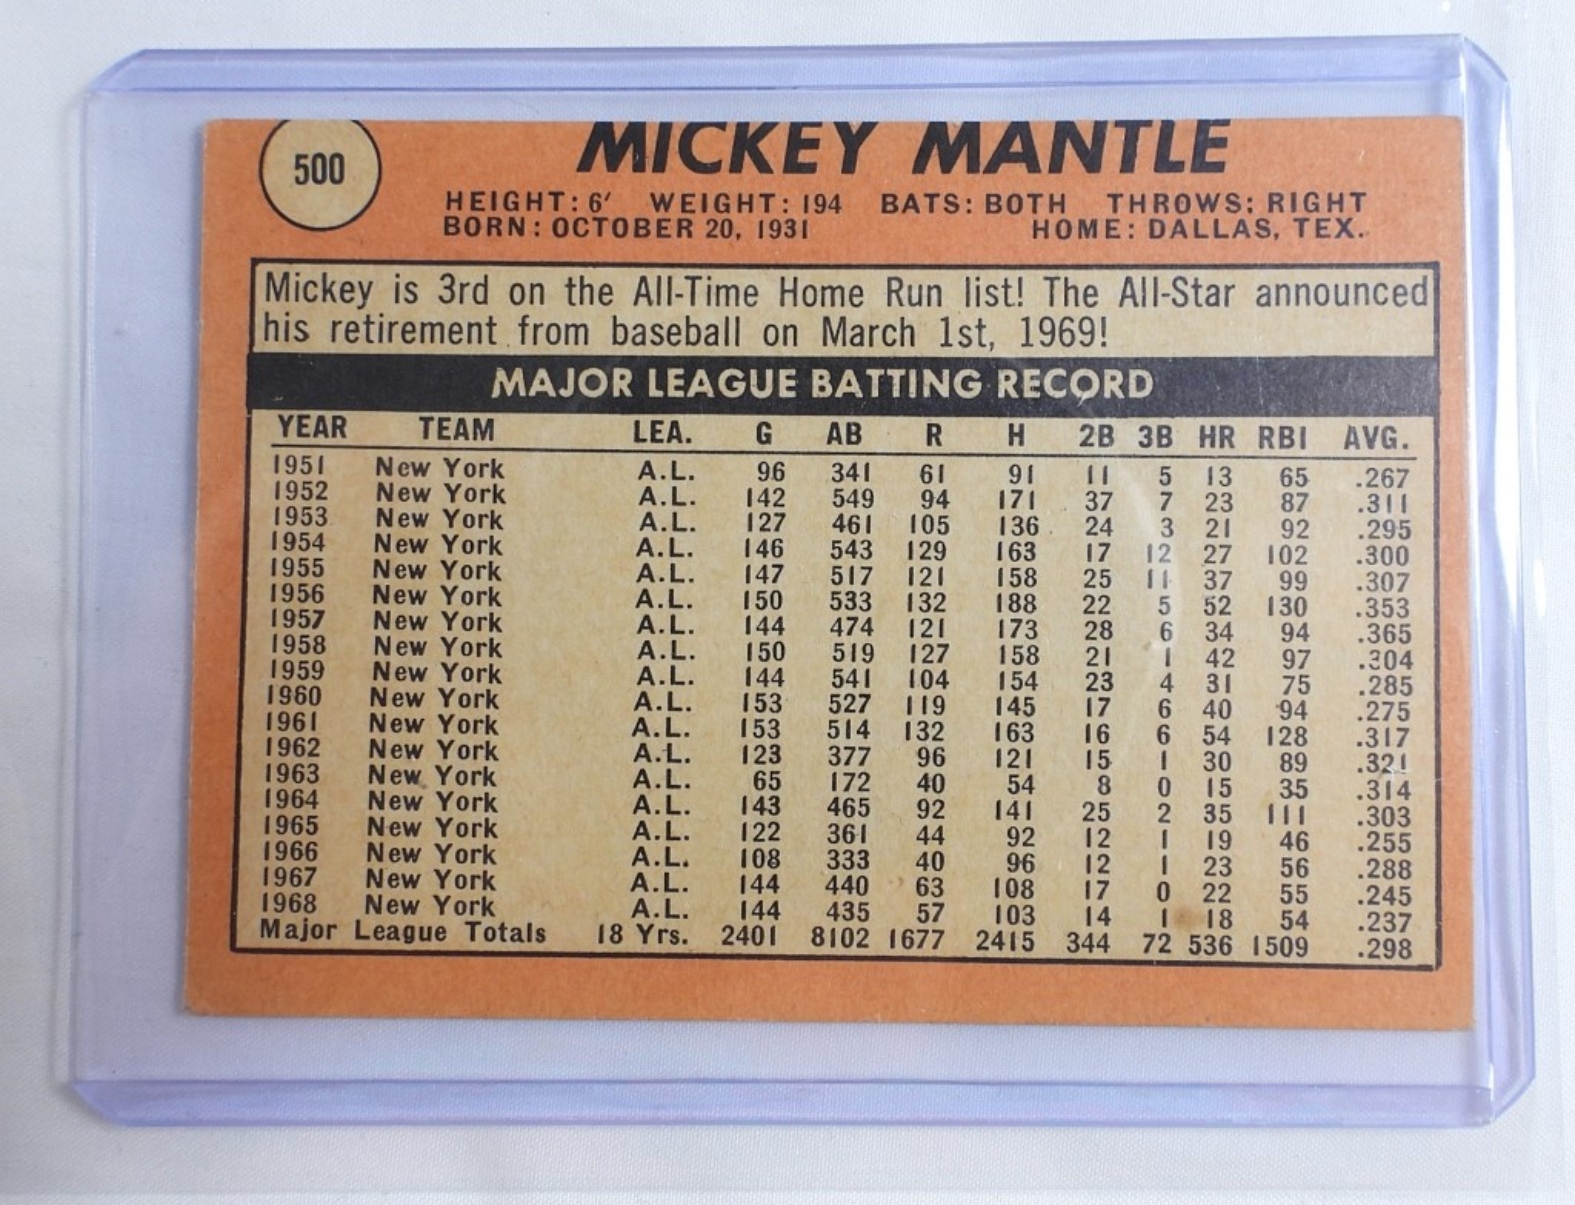 500
MICKEY MANTLE
HEIGHT: 6' WEIGHT: 194 BATS: BOTH THROWS: RIGHT
BORN: OCTOBER 20, 1931 HOME: DALLAS, TEX.
Mickey is 3rd on the All-Time Home Run list! The All-Star announced
his retirement from baseball on March 1st, 1969!
MAJOR LEAGUE BATTING RECORD
YEAR TEAM LEA. G AB R H 2B 3B HR RBI AVG.
1951 New York A.L. 96 341 61 91 11 5 13 65 .267
1952 New York A.L. 142 549 94 171 37 7 23 87 .311
1953 New York A.L. 127 461 105 136 24 3 21 92 .295
1954 New York A.L. 146 543 129 163 17 12 27 102 .300
1955 New York A.L. 147 517 121 158 25 11 37 99 .307
1956 New York A.L. 150 533 132 188 22 5 52 130 .353
1957 New York A.L. 144 474 121 173 28 6 34 94 .365
1958 New York A.L. 150 519 127 158 21 1 42 97 .304
1959 New York A.L. 144 541 104 154 23 4 31 75 .285
1960 New York A.L. 153 527 119 145 17 6 40 94 .275
1961 New York A.L. 153 514 132 163 16 6 54 128 .317
1962 New York A.L. 123 377 96 121 15 1 30 89 .321
1963 New York A.L. 65 172 40 54 8 0 15 35 .314
1964 New York A.L. 143 465 92 141 25 2 35 111 .303
1965 New York A.L. 122 361 44 92 12 1 19 46 .255
1966 New York A.L. 108 333 40 96 12 1 23 56 .288
1967 New York A.L. 144 440 63 108 17 0 22 55 .245
1968 New York A.L. 144 435 57 103 14 1 18 54 .237
Major League Totals 18 Yrs. 2401 8102 1677 2415 344 72 536 1509 .298